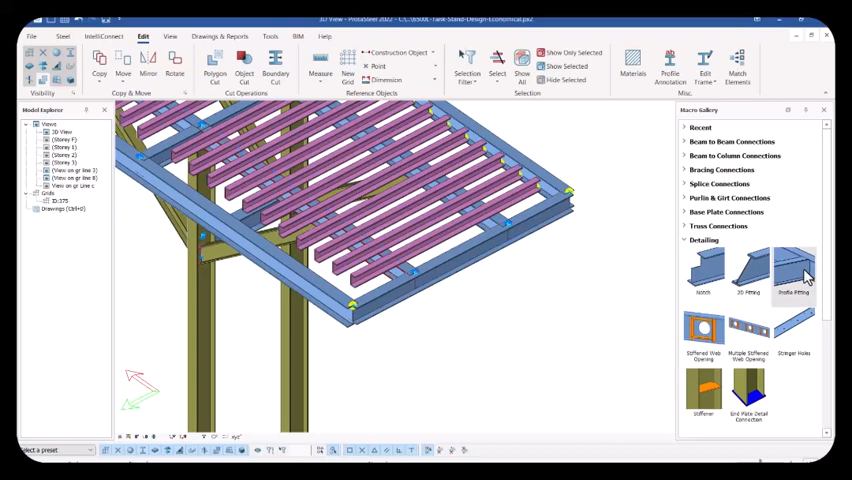 3D View - ProtaSteel 2022 - C:\...\6500L-Tank-Stand-Design-Economical.ps2
File Steel IntelliConnect Edit View Drawings & Reports Tools BIM Help
Copy Move Mirror Rotate Polygon Cut Object Cut Boundary Cut Measure New Grid Construction Object Point Dimension Selection Filter Select Show All Show Only Selected Show Selected Hide Selected Materials Profile Annotation Edit Frame Match Elements
Visibility Copy & Move Cut Operations Reference Objects Selection Misc.
Model Explorer
Views
3D View
(Storey F)
(Storey 1)
(Storey 2)
(Storey 3)
(View on gr line 2)
(View on gr line B)
View on gr Line c
Grids
ID:375
Drawings (Ctrl+D)
Macro Gallery
Recent
Beam to Beam Connections
Beam to Column Connections
Bracing Connections
Splice Connections
Purlin & Girt Connections
Base Plate Connections
Truss Connections
Detailing
Notch 2D Fitting Profile Fitting
Stiffened Web Opening Multiple Stiffened Web Opening Stringer Holes
Stiffener End Plate Detail Connection
Select a preset